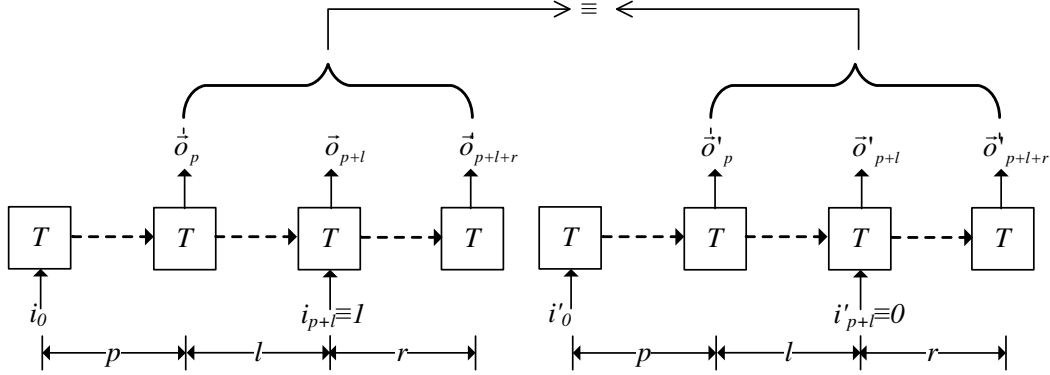 ≡
o⃗_p o⃗_{p+l} o⃗_{p+l+r} o⃗'_p o⃗'_{p+l} o⃗'_{p+l+r}
T T T T T T T T
i_0 i_{p+l}≡1 i'_0 i'_{p+l}≡0
p l r p l r